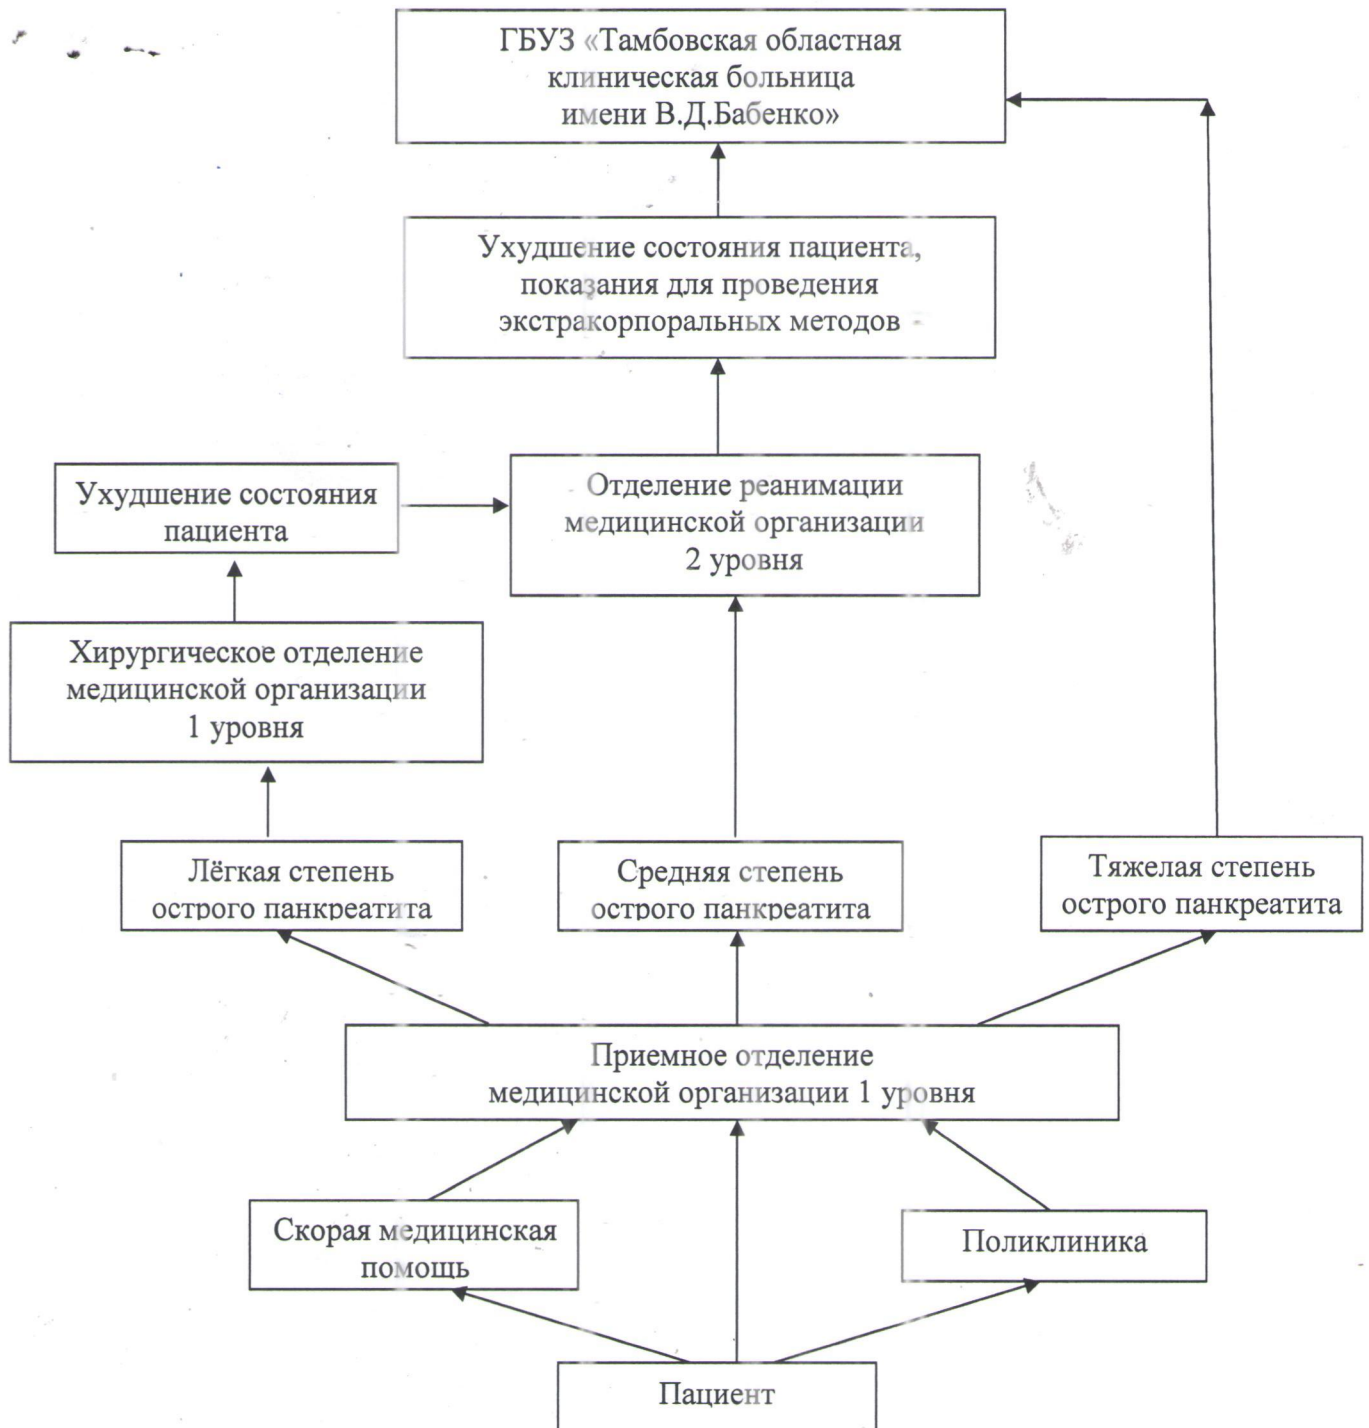 ГБУЗ «Тамбовская областная
клиническая больница
имени В.Д.Бабенко»
Ухудшение состояния пациента,
показания для проведения
экстракорпоральных методов
Ухудшение состояния
пациента
Отделение реанимации
медицинской организации
2 уровня
Хирургическое отделение
медицинской организации
1 уровня
Лёгкая степень
острого панкреатита
Средняя степень
острого панкреатита
Тяжелая степень
острого панкреатита
Приемное отделение
медицинской организации 1 уровня
Скорая медицинская
помощь
Поликлиника
Пациент